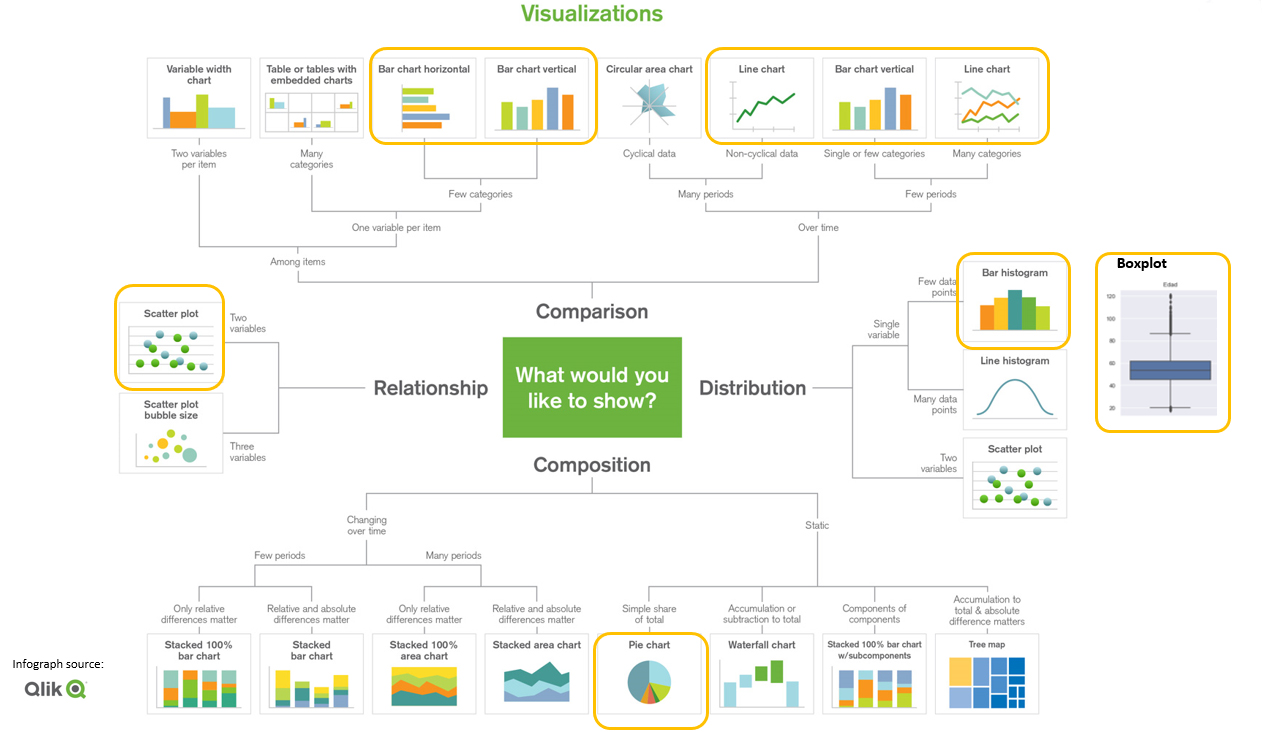 Visualizations
Variable width
chart
Table or tables with
embedded charts
Bar chart horizontal
Bar chart vertical
Circular area chart
Line chart
Bar chart vertical
Line chart
Two variables
per item
Many
categories
Cyclical data
Non-cyclical data
Single or few categories
Many categories
Few categories
Many periods
Few periods
One variable per item
Over time
Among items
Comparison
Scatter plot
Two
variables
Scatter plot
bubble size
Three
variables
Relationship
What would you
like to show?
Distribution
Single
variable
Few data
points
Bar histogram
Many data
points
Line histogram
Two
variables
Scatter plot
Boxplot
Edad
120
100
80
60
40
20
Composition
Changing
over time
Static
Few periods
Many periods
Only relative
differences matter
Relative and absolute
differences matter
Only relative
differences matter
Relative and absolute
differences matter
Simple share
of total
Accumulation or
subtraction to total
Components of
components
Accumulation to
total & absolute
difference matters
Stacked 100%
bar chart
Stacked
bar chart
Stacked 100%
area chart
Stacked area chart
Pie chart
Waterfall chart
Stacked 100% bar chart
w/subcomponents
Tree map
Infograph source:
Qlik